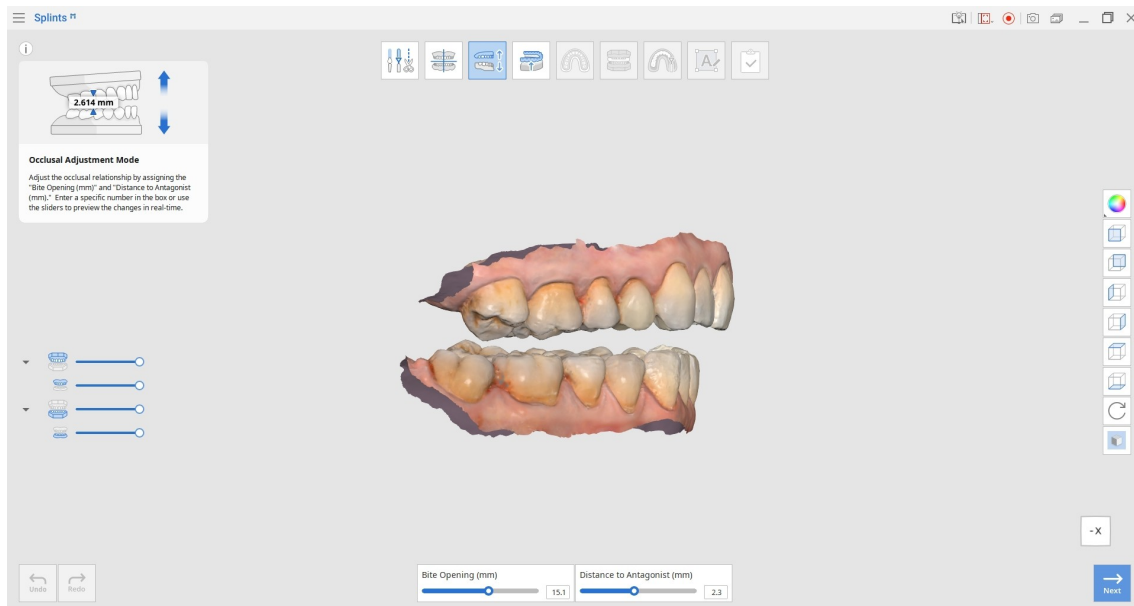 Splints
2.614 mm
Occlusal Adjustment Mode
Adjust the occlusal relationship by assigning the
"Bite Opening (mm)" and "Distance to Antagonist
(mm)."  Enter a specific number in the box or use
the sliders to preview the changes in real-time.
-X
Bite Opening (mm)
15.1
Distance to Antagonist (mm)
2.3
Undo
Redo
Next